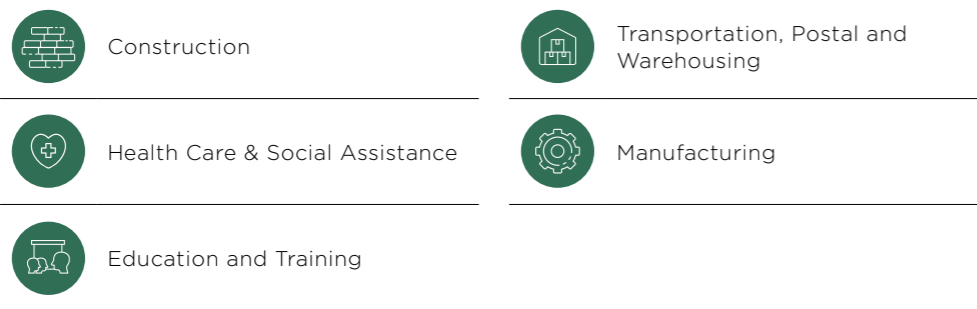 Construction
Health Care & Social Assistance
Education and Training
Transportation, Postal and
Warehousing
Manufacturing